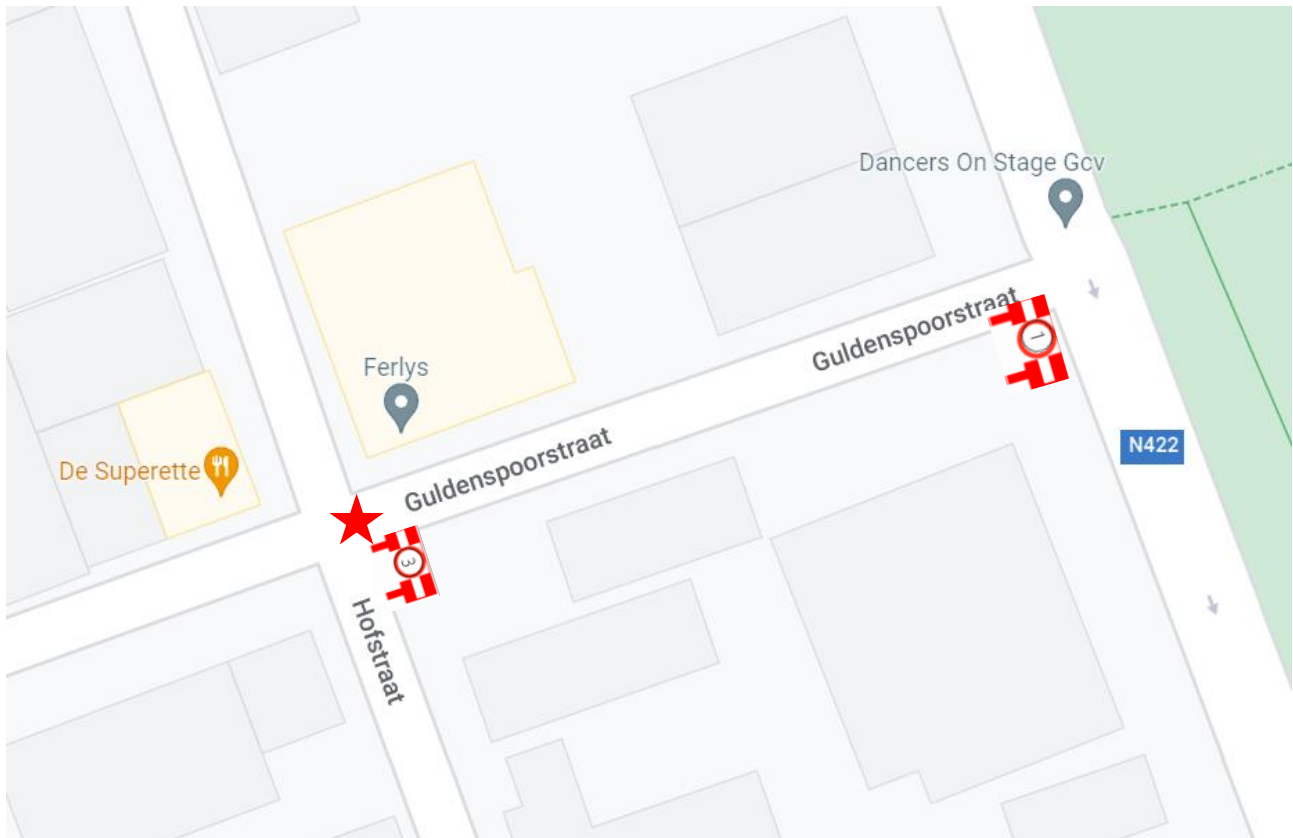 Dancers On Stage Gcv
Guldenspoorstraat
1
Ferlys
Guldenspoorstraat
N422
De Superette
3
Hofstraat